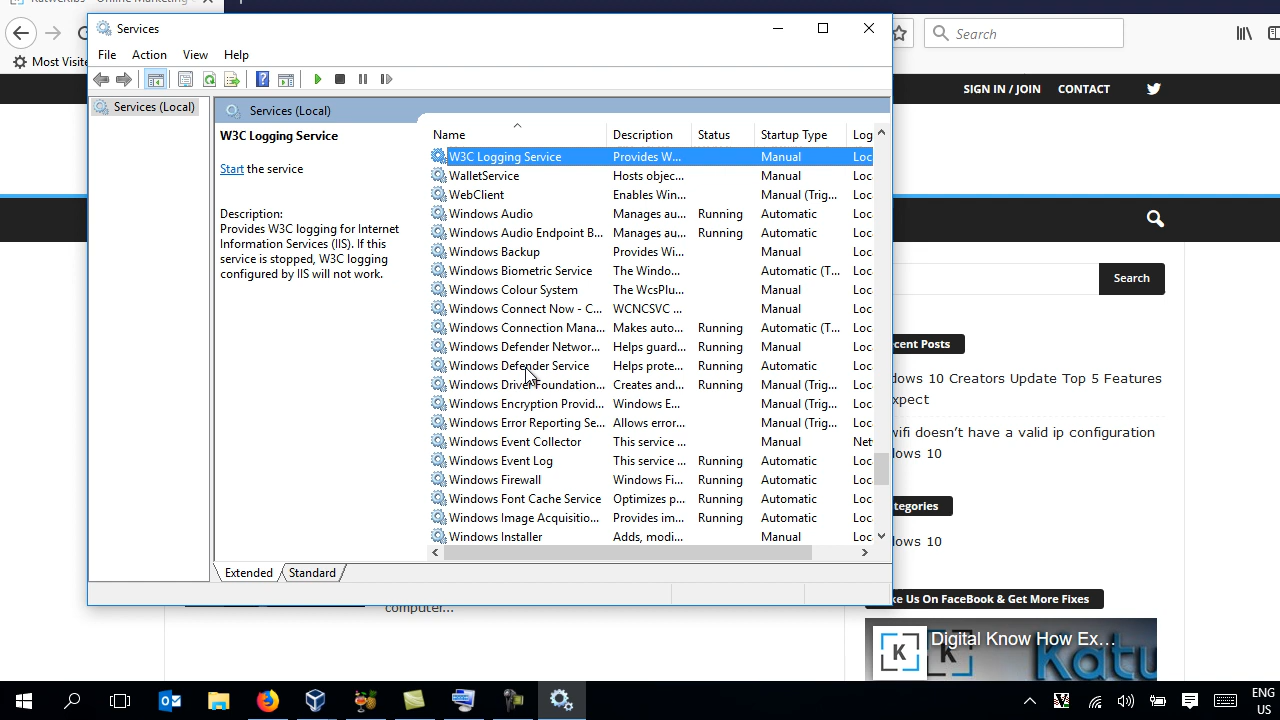 Services
File Action View Help
Most Visite
Search
SIGN IN / JOIN CONTACT
Services (Local)
Services (Local)
W3C Logging Service
Start the service
Description:
Provides W3C logging for Internet
Information Services (IIS). If this
service is stopped, W3C logging
configured by IIS will not work.
Name Description Status Startup Type Log
W3C Logging Service Provides W... Manual Loc
WalletService Hosts objec... Manual Loc
WebClient Enables Win... Manual (Trig... Loc
Windows Audio Manages au... Running Automatic Loc
Windows Audio Endpoint B... Manages au... Running Automatic Loc
Windows Backup Provides Wi... Manual Loc
Windows Biometric Service The Windo... Automatic (T... Loc
Windows Colour System The WcsPlu... Manual Loc
Windows Connect Now - C... WCNCSVC ... Manual Loc
Windows Connection Mana... Makes auto... Running Automatic (T... Loc
Windows Defender Networ... Helps guard... Running Manual Loc
Windows Defender Service Helps prote... Running Automatic Loc
Windows Driver Foundation... Creates and... Running Manual (Trig... Loc
Windows Encryption Provid... Windows E... Manual (Trig... Loc
Windows Error Reporting Se... Allows error... Manual (Trig... Loc
Windows Event Collector This service ... Manual Net
Windows Event Log This service ... Running Automatic Loc
Windows Firewall Windows Fi... Running Automatic Loc
Windows Font Cache Service Optimizes p... Running Automatic Loc
Windows Image Acquisitio... Provides im... Running Automatic Loc
Windows Installer Adds, modi... Manual Loc
Extended Standard
Search
cent Posts
dows 10 Creators Update Top 5 Features
xpect
wifi doesn't have a valid ip configuration
dows 10
tegories
dows 10
computer...
ke Us On FaceBook & Get More Fixes
K
Digital Know How Ex...
Katu
ENG
US